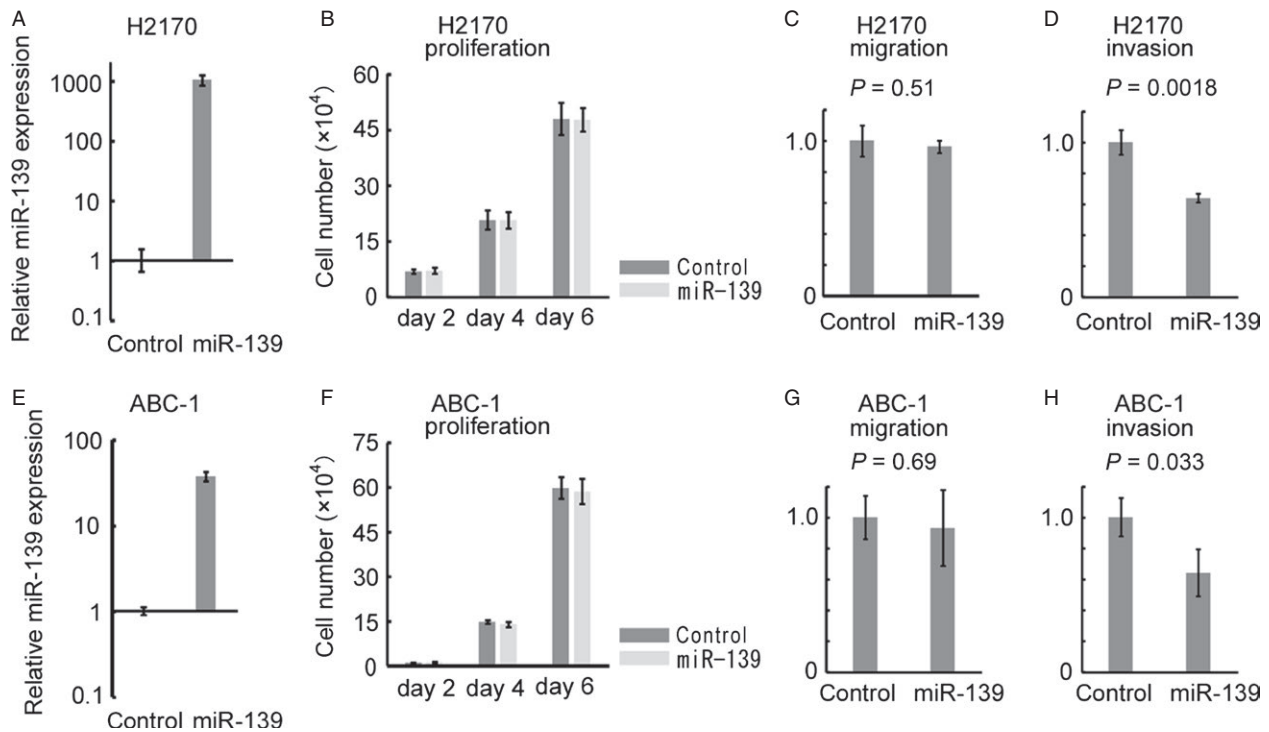 A
H2170
Relative miR-139 expression
1000
100
10
1
0.1
Control miR-139
B
H2170
proliferation
Cell number (×10⁴)
60
45
30
15
0
day 2 day 4 day 6
Control
miR-139
C
H2170
migration
P = 0.51
1.0
0
Control miR-139
D
H2170
invasion
P = 0.0018
1.0
0
Control miR-139
E
ABC-1
Relative miR-139 expression
100
10
1
0.1
Control miR-139
F
ABC-1
proliferation
Cell number (×10⁴)
75
60
45
30
15
0
day 2 day 4 day 6
Control
miR-139
G
ABC-1
migration
P = 0.69
1.0
0
Control miR-139
H
ABC-1
invasion
P = 0.033
1.0
0
Control miR-139